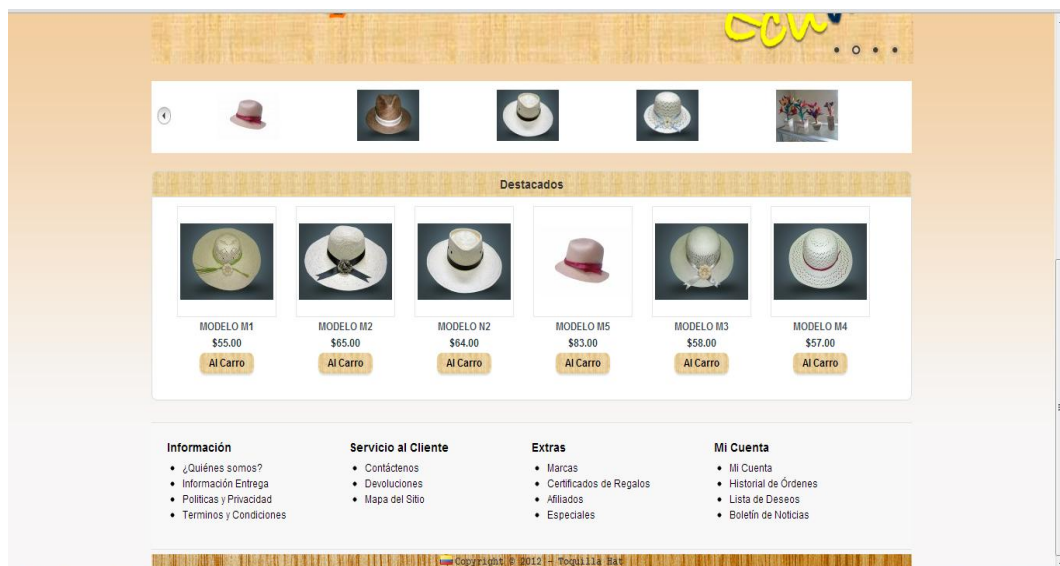 Destacados
MODELO M1 MODELO M2 MODELO N2 MODELO M5 MODELO M3 MODELO M4
$55.00 $65.00 $64.00 $83.00 $58.00 $57.00
Al Carro Al Carro Al Carro Al Carro Al Carro Al Carro
Información
• ¿Quiénes somos?
• Información Entrega
• Politicas y Privacidad
• Terminos y Condiciones
Servicio al Cliente
• Contáctenos
• Devoluciones
• Mapa del Sitio
Extras
• Marcas
• Certificados de Regalos
• Afiliados
• Especiales
Mi Cuenta
• Mi Cuenta
• Historial de Órdenes
• Lista de Deseos
• Boletín de Noticias
Copyright © 2012 - Toquilla Hat